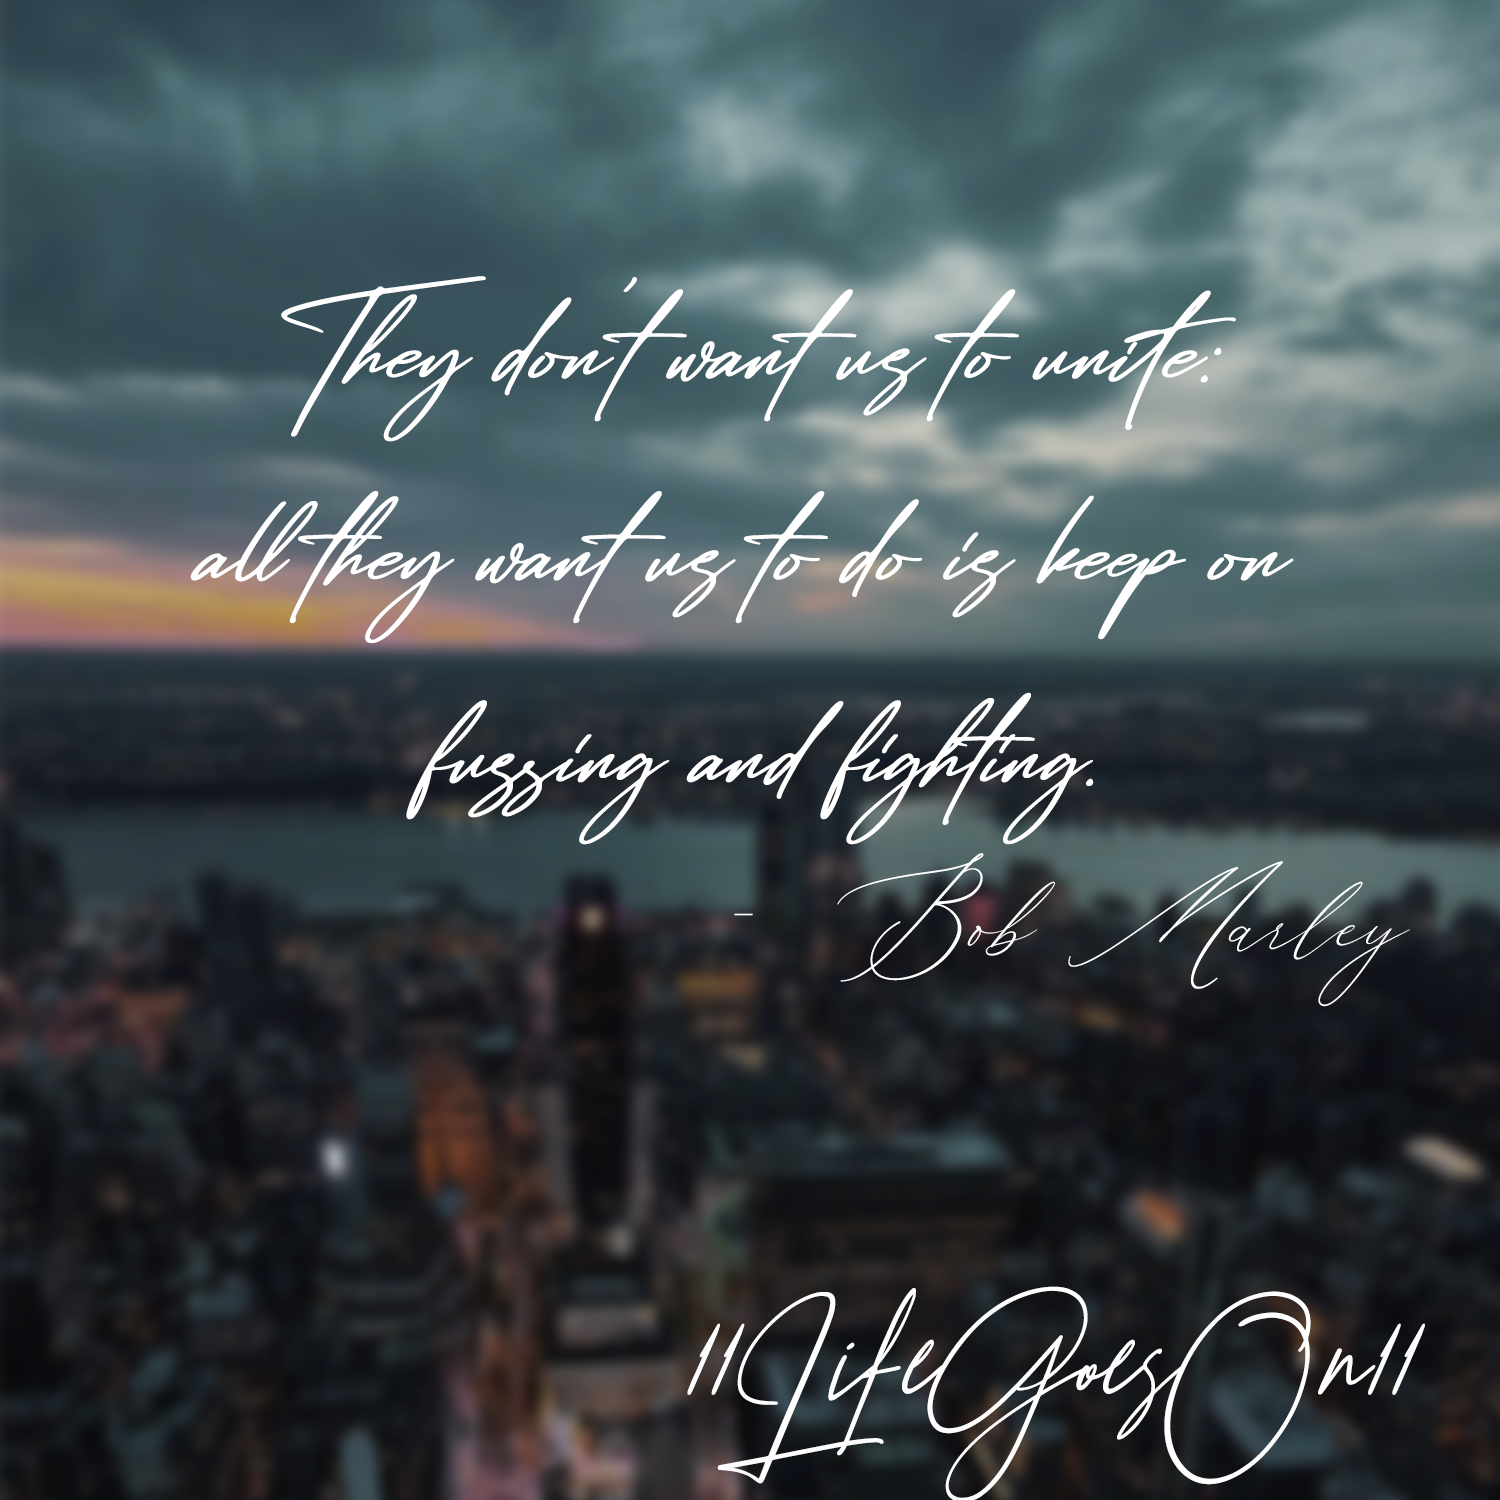 They don't want us to unite:
all they want us to do is keep on
fussing and fighting.
- Bob Marley
11LifeGoesOn11